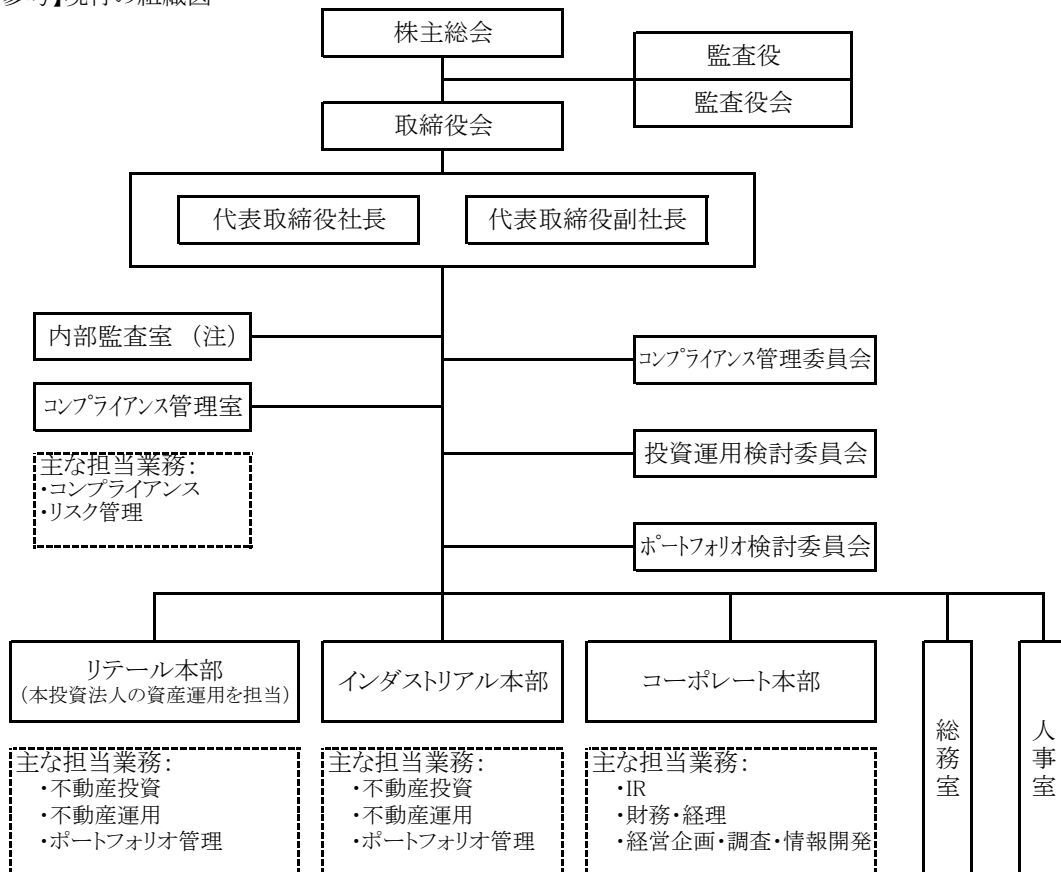 参考】現行の組織図
株主総会
監査役
監査役会
取締役会
代表取締役社長
代表取締役副社長
内部監査室 (注)
コンプライアンス管理委員会
コンプライアンス管理室
投資運用検討委員会
主な担当業務:
・コンプライアンス
・リスク管理
ポートフォリオ検討委員会
リテール本部
(本投資法人の資産運用を担当)
インダストリアル本部
コーポレート本部
総務室
人事室
主な担当業務:
・不動産投資
・不動産運用
・ポートフォリオ管理
主な担当業務:
・不動産投資
・不動産運用
・ポートフォリオ管理
主な担当業務:
・IR
・財務・経理
・経営企画・調査・情報開発